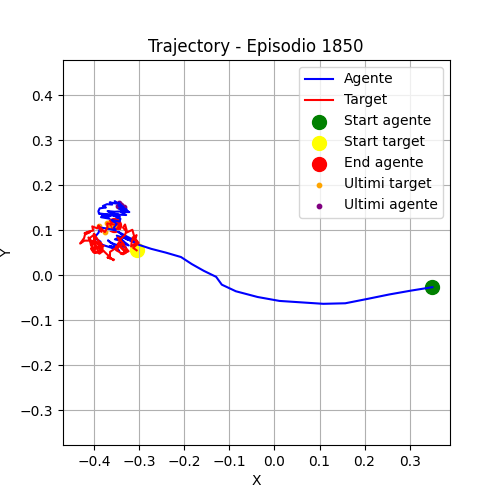 Trajectory - Episodio 1850
Agente
Target
Start agente
Start target
End agente
Ultimi target
Ultimi agente
Y
0.4
0.3
0.2
0.1
0.0
−0.1
−0.2
−0.3
−0.4 −0.3 −0.2 −0.1 0.0 0.1 0.2 0.3
X